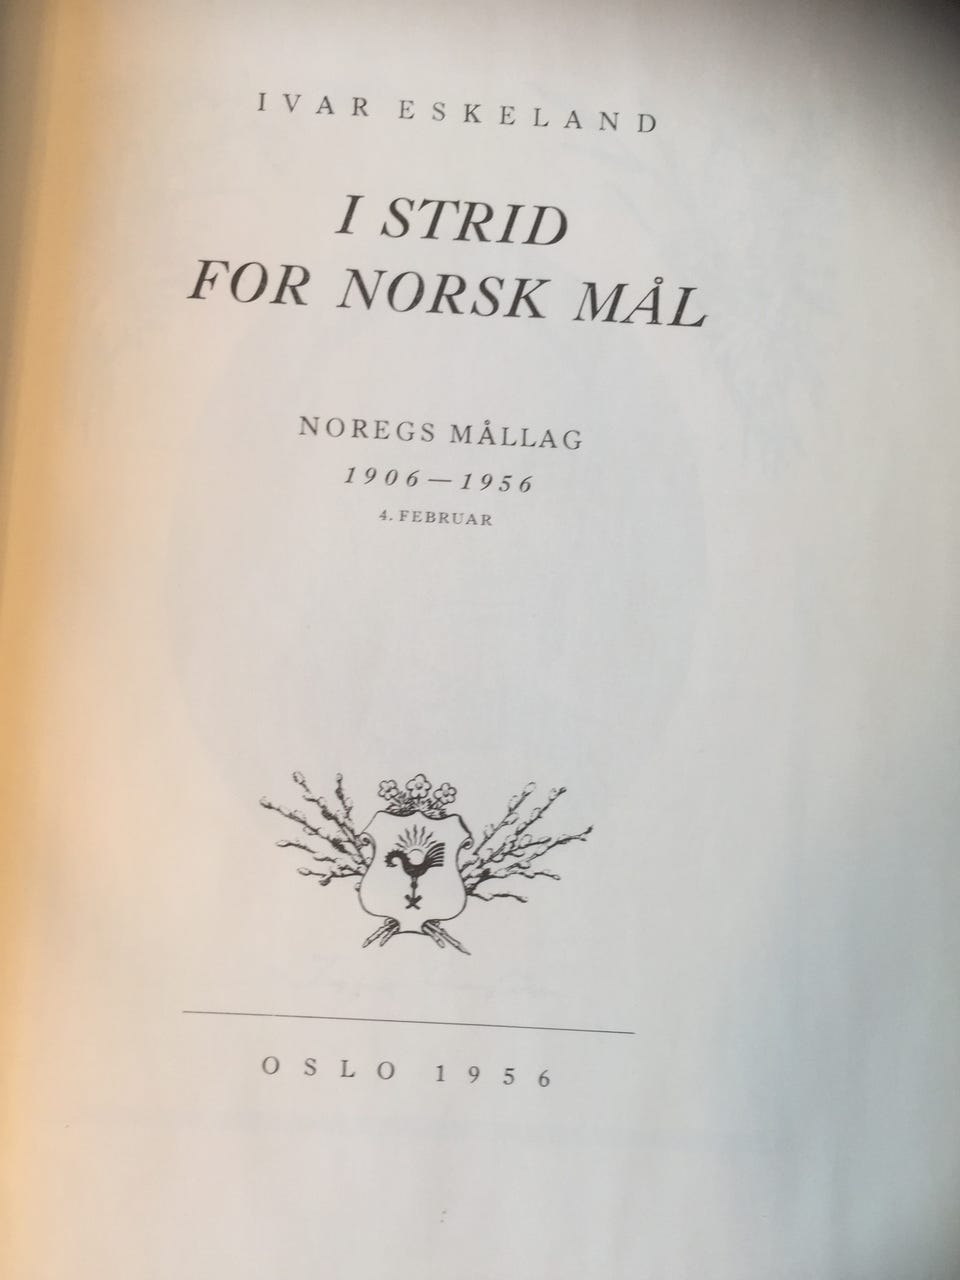 IVAR ESKELAND
I STRID
FOR NORSK MÅL
NOREGS MÅLLAG
1906—1956
4. FEBRUAR
OSLO 1956